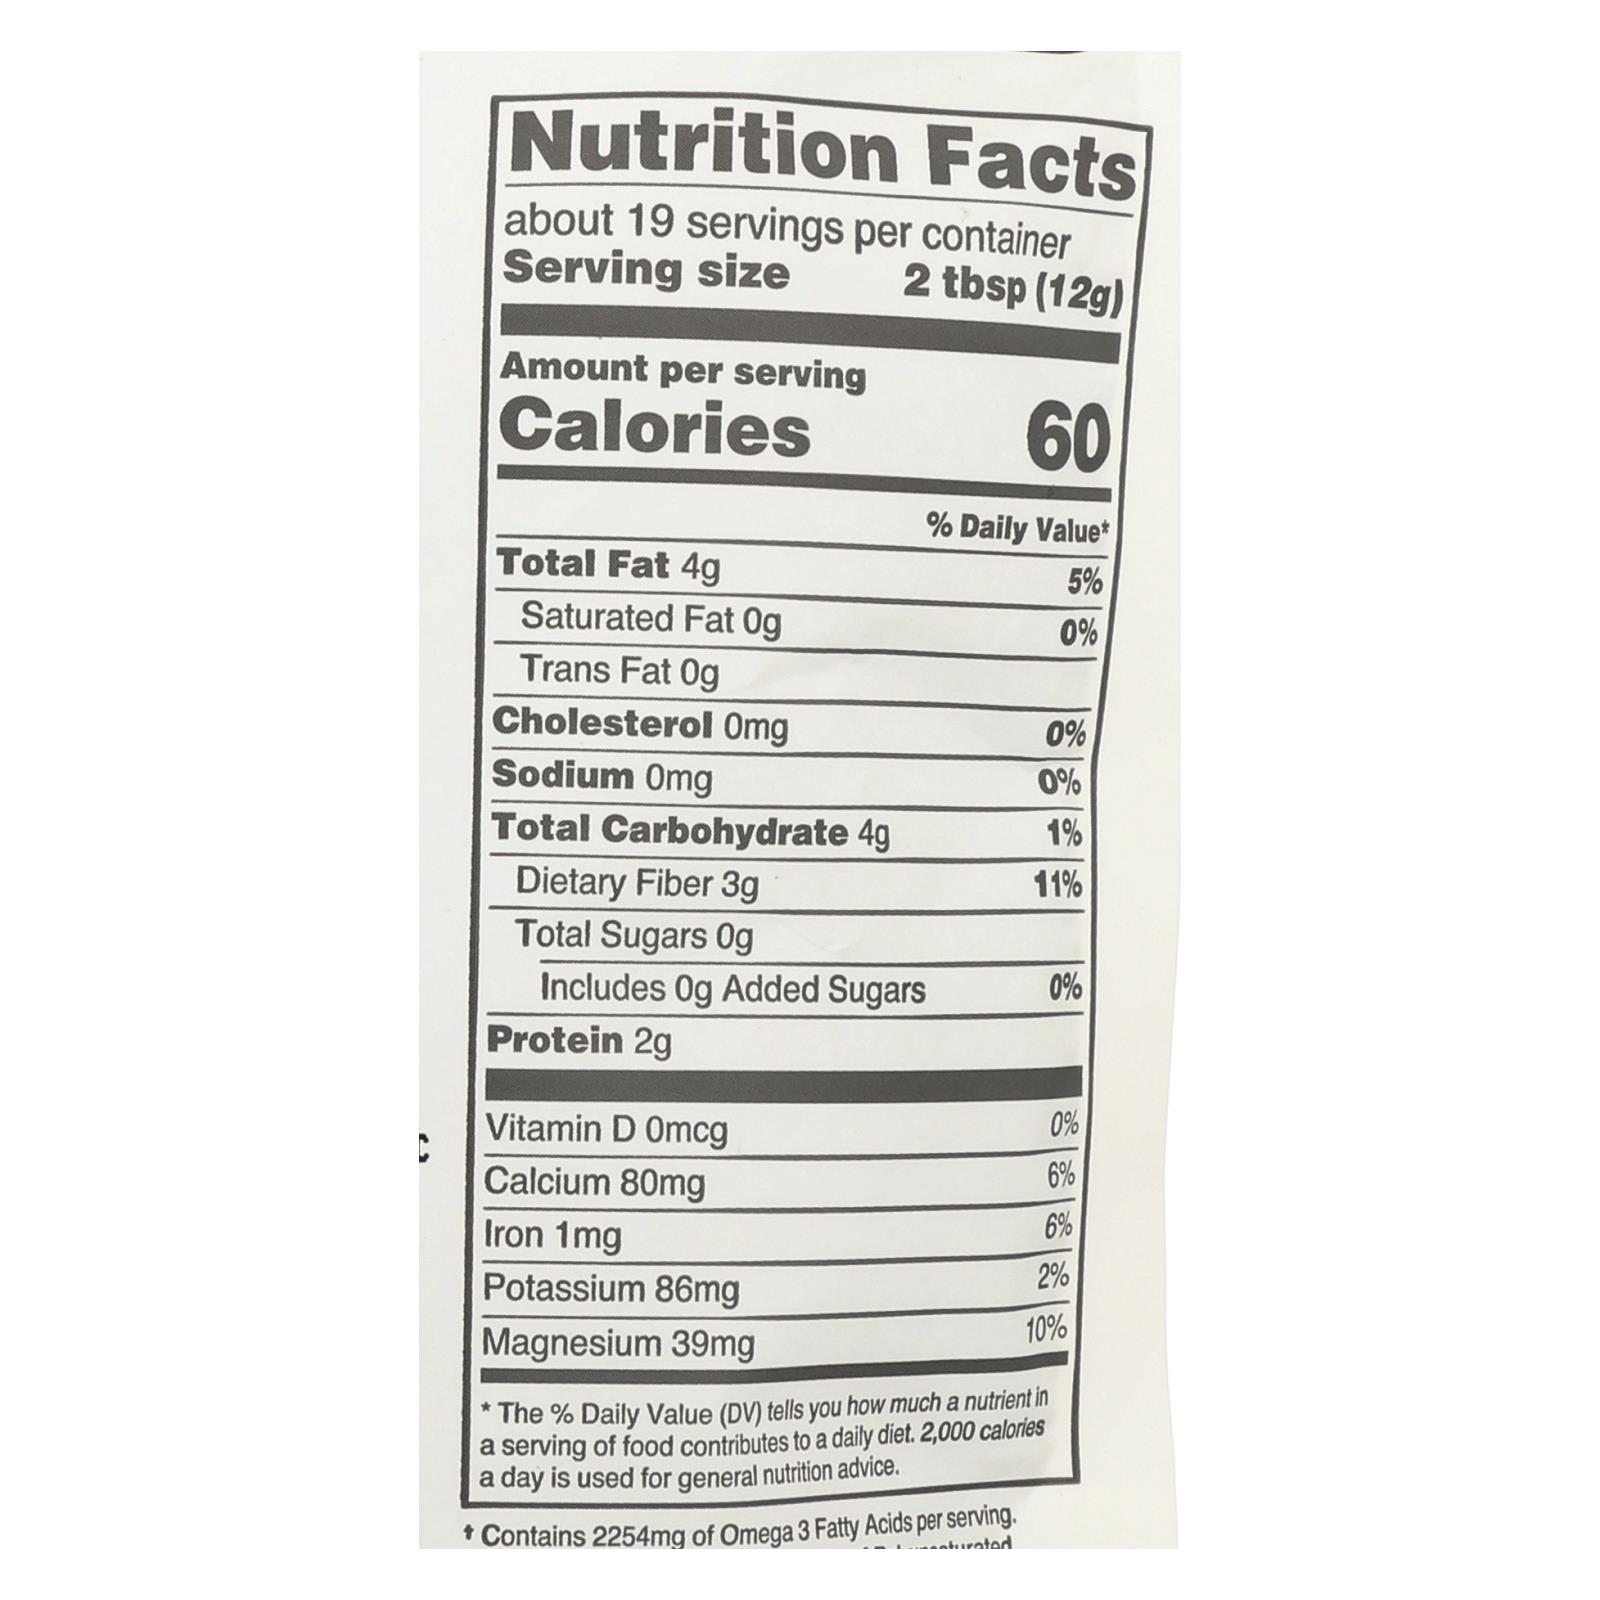 Nutrition Facts
about 19 servings per container
Serving size 2 tbsp (12g)
Amount per serving
Calories 60
% Daily Value*
Total Fat 4g 5%
Saturated Fat 0g 0%
Trans Fat 0g
Cholesterol 0mg 0%
Sodium 0mg 0%
Total Carbohydrate 4g 1%
Dietary Fiber 3g 11%
Total Sugars 0g
Includes 0g Added Sugars 0%
Protein 2g
Vitamin D 0mcg 0%
Calcium 80mg 6%
Iron 1mg 6%
Potassium 86mg 2%
Magnesium 39mg 10%
* The % Daily Value (DV) tells you how much a nutrient in
a serving of food contributes to a daily diet. 2,000 calories
a day is used for general nutrition advice.
† Contains 2254mg of Omega 3 Fatty Acids per serving.